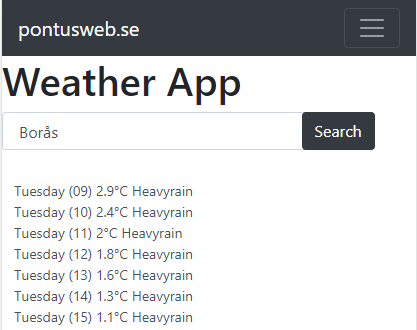 pontusweb.se
Weather App
Borås Search
Tuesday (09) 2.9°C Heavyrain
Tuesday (10) 2.4°C Heavyrain
Tuesday (11) 2°C Heavyrain
Tuesday (12) 1.8°C Heavyrain
Tuesday (13) 1.6°C Heavyrain
Tuesday (14) 1.3°C Heavyrain
Tuesday (15) 1.1°C Heavyrain